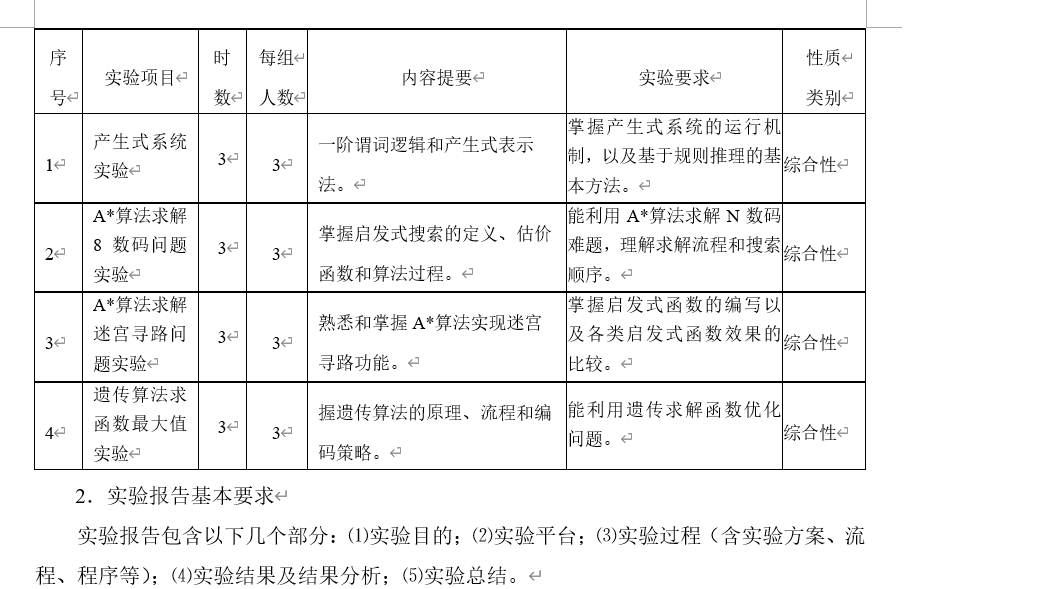 序号 实验项目 时数 每组人数 内容提要 实验要求 性质类别
1 产生式系统实验 3 3 一阶谓词逻辑和产生式表示法。 掌握产生式系统的运行机制，以及基于规则推理的基本方法。 综合性
2 A*算法求解8 数码问题实验 3 3 掌握启发式搜索的定义、估价函数和算法过程。 能利用 A*算法求解 N 数码难题，理解求解流程和搜索顺序。 综合性
3 A*算法求解迷宫寻路问题实验 3 3 熟悉和掌握 A*算法实现迷宫寻路功能。 掌握启发式函数的编写以及各类启发式函数效果的比较。 综合性
4 遗传算法求函数最大值实验 3 3 握遗传算法的原理、流程和编码策略。 能利用遗传求解函数优化问题。 综合性
2．实验报告基本要求
实验报告包含以下几个部分：⑴实验目的；⑵实验平台；⑶实验过程（含实验方案、流
程、程序等）；⑷实验结果及结果分析；⑸实验总结。